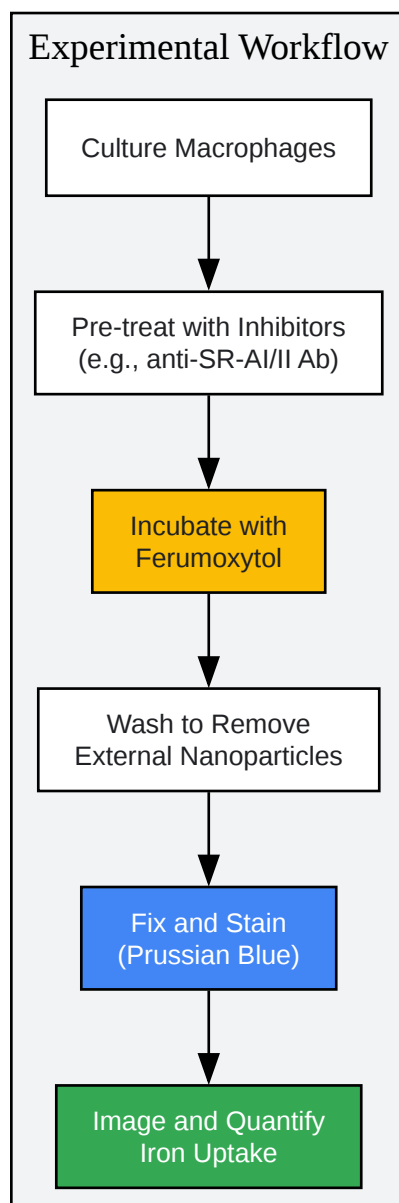 Experimental Workflow
Culture Macrophages
Pre-treat with Inhibitors
(e.g., anti-SR-AI/II Ab)
Incubate with
Ferumoxytol
Wash to Remove
External Nanoparticles
Fix and Stain
(Prussian Blue)
Image and Quantify
Iron Uptake